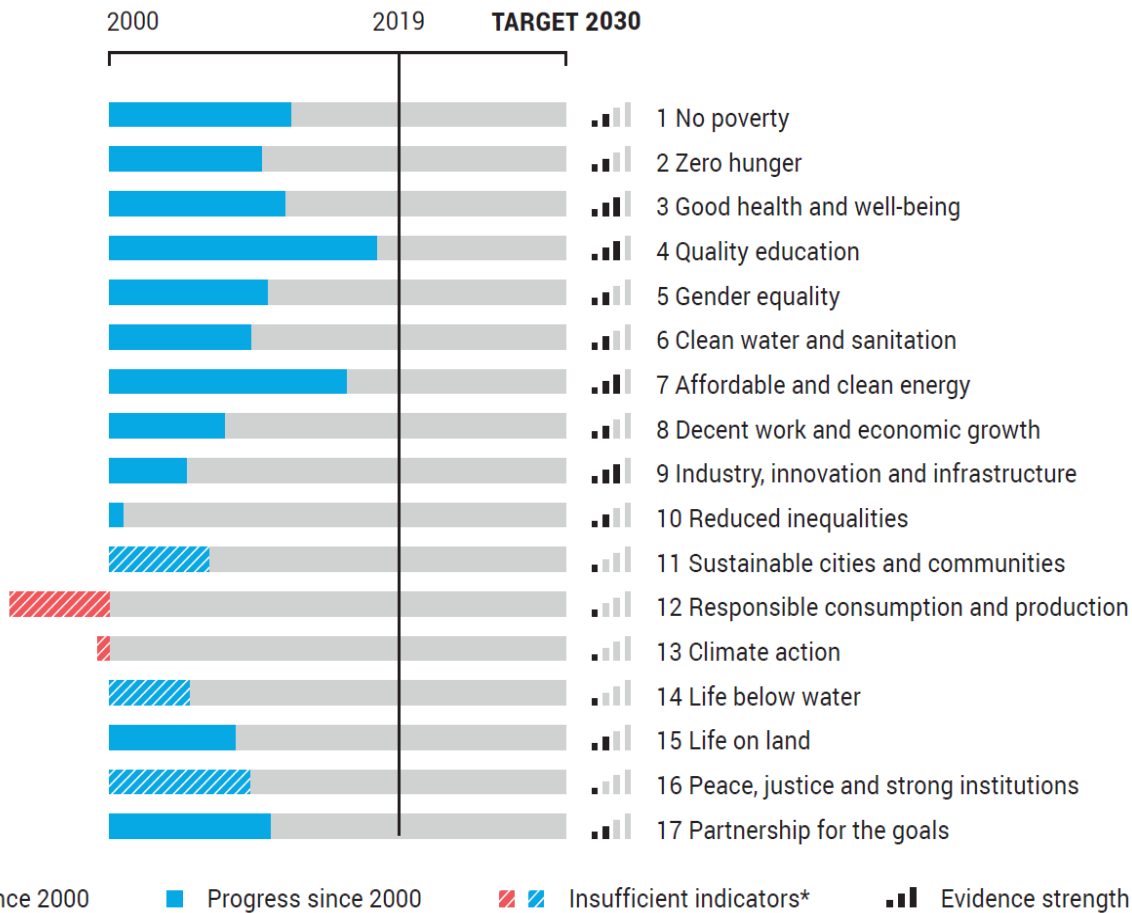 2000 2019 TARGET 2030
1 No poverty
2 Zero hunger
3 Good health and well-being
4 Quality education
5 Gender equality
6 Clean water and sanitation
7 Affordable and clean energy
8 Decent work and economic growth
9 Industry, innovation and infrastructure
10 Reduced inequalities
11 Sustainable cities and communities
12 Responsible consumption and production
13 Climate action
14 Life below water
15 Life on land
16 Peace, justice and strong institutions
17 Partnership for the goals
2000 Progress since 2000 Insufficient indicators* Evidence strength